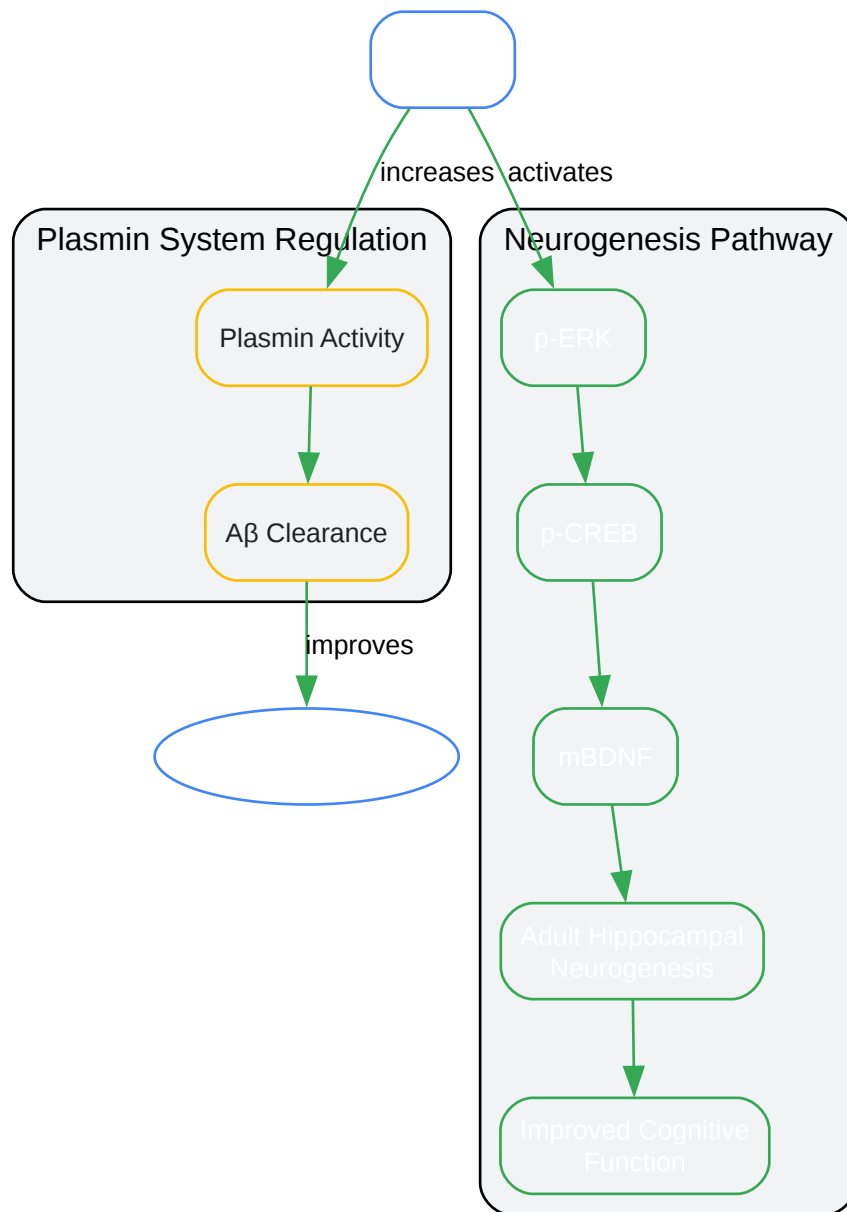 increases activates
Plasmin System Regulation
Neurogenesis Pathway
Plasmin Activity
p-ERK
Aβ Clearance
p-CREB
improves
mBDNF
Adult Hippocampal
Neurogenesis
Improved Cognitive
Function